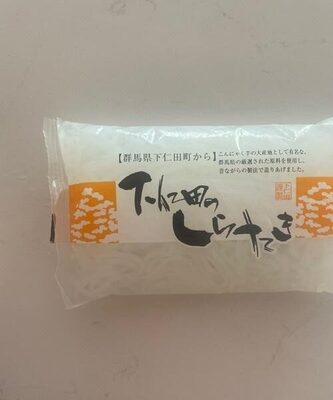 【群馬県下仁田町から】
こんにゃく芋の大産地として有名な、
群馬県の厳選された原料を使用し、
昔ながらの製法で造りあげました。
下仁田の
しらたき